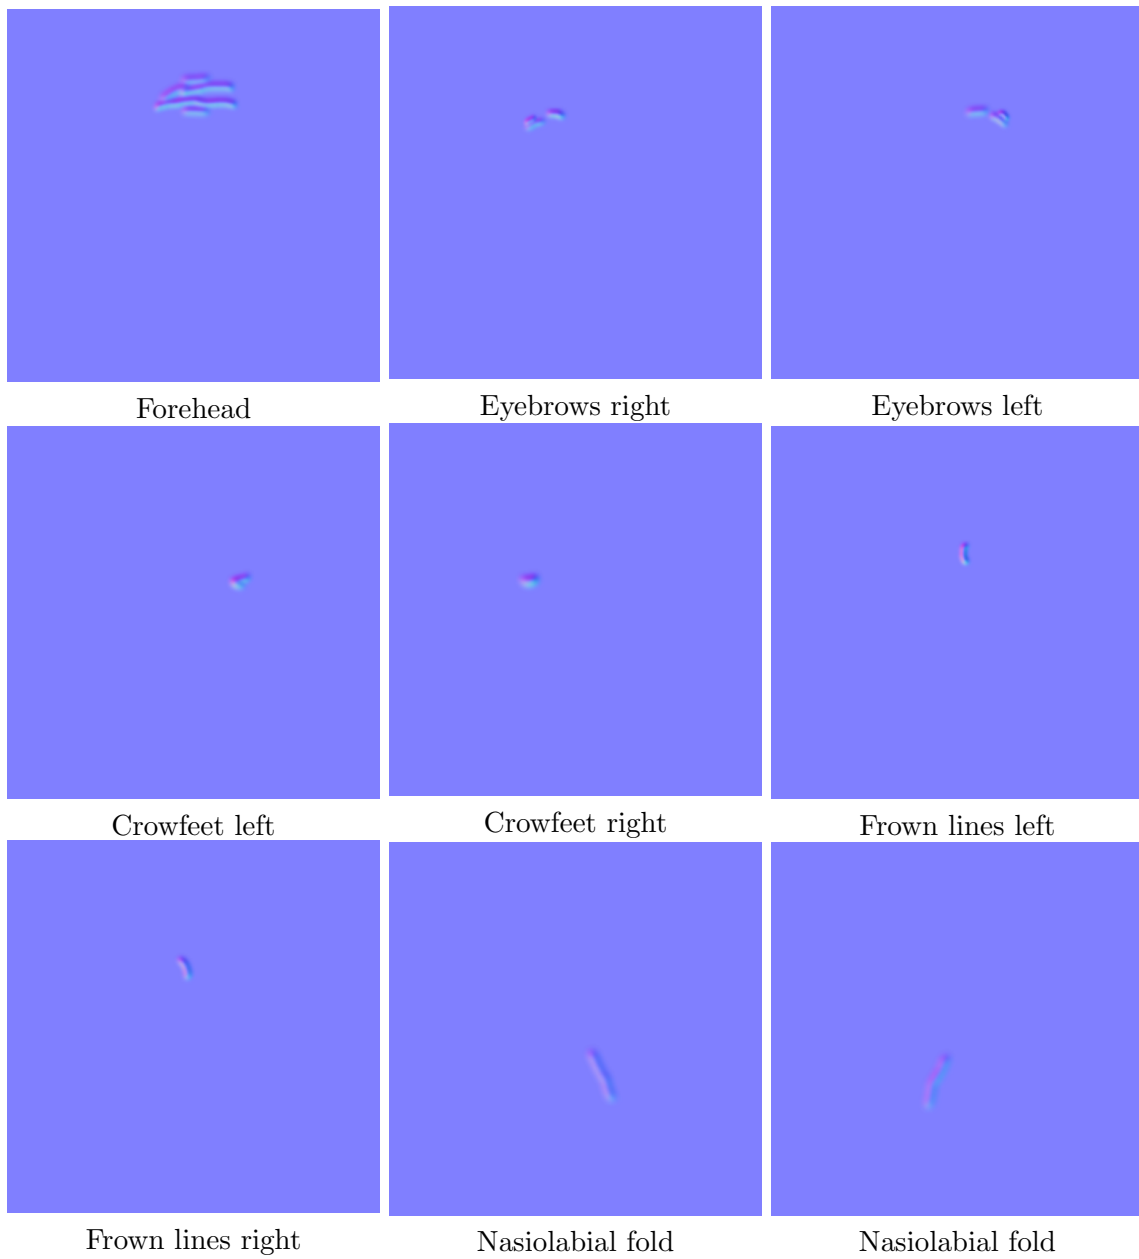 Forehead
Eyebrows right
Eyebrows left
Crowfeet left
Crowfeet right
Frown lines left
Frown lines right
Nasiolabial fold
Nasiolabial fold